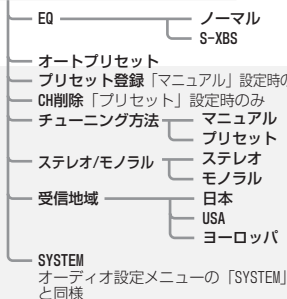 EQ ノーマル
S-XBS
オートプリセット
プリセット登録「マニュアル」設定時の
CH削除「プリセット」設定時のみ
チューニング方法 マニュアル
プリセット
ステレオ/モノラル ステレオ
モノラル
受信地域 日本
USA
ヨーロッパ
SYSTEM
オーディオ設定メニューの「SYSTEM」
と同様